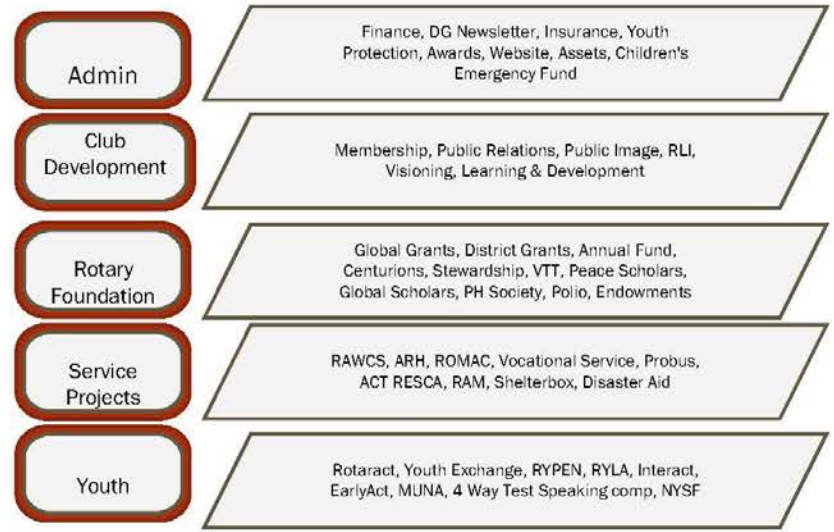 Admin
Finance, DG Newsletter, Insurance, Youth
Protection, Awards, Website, Assets, Children's
Emergency Fund
Club
Development
Membership, Public Relations, Public Image, RLI,
Visioning, Learning & Development
Rotary
Foundation
Global Grants, District Grants, Annual Fund,
Centurions, Stewardship, VTT, Peace Scholars,
Global Scholars, PH Society, Polio, Endowments
Service
Projects
RAWCS, ARH, ROMAC, Vocational Service, Probus,
ACT RESCA, RAM, Shelterbox, Disaster Aid
Youth
Rotaract, Youth Exchange, RYPEN, RYLA, Interact,
EarlyAct, MUNA, 4 Way Test Speaking comp, NYSF